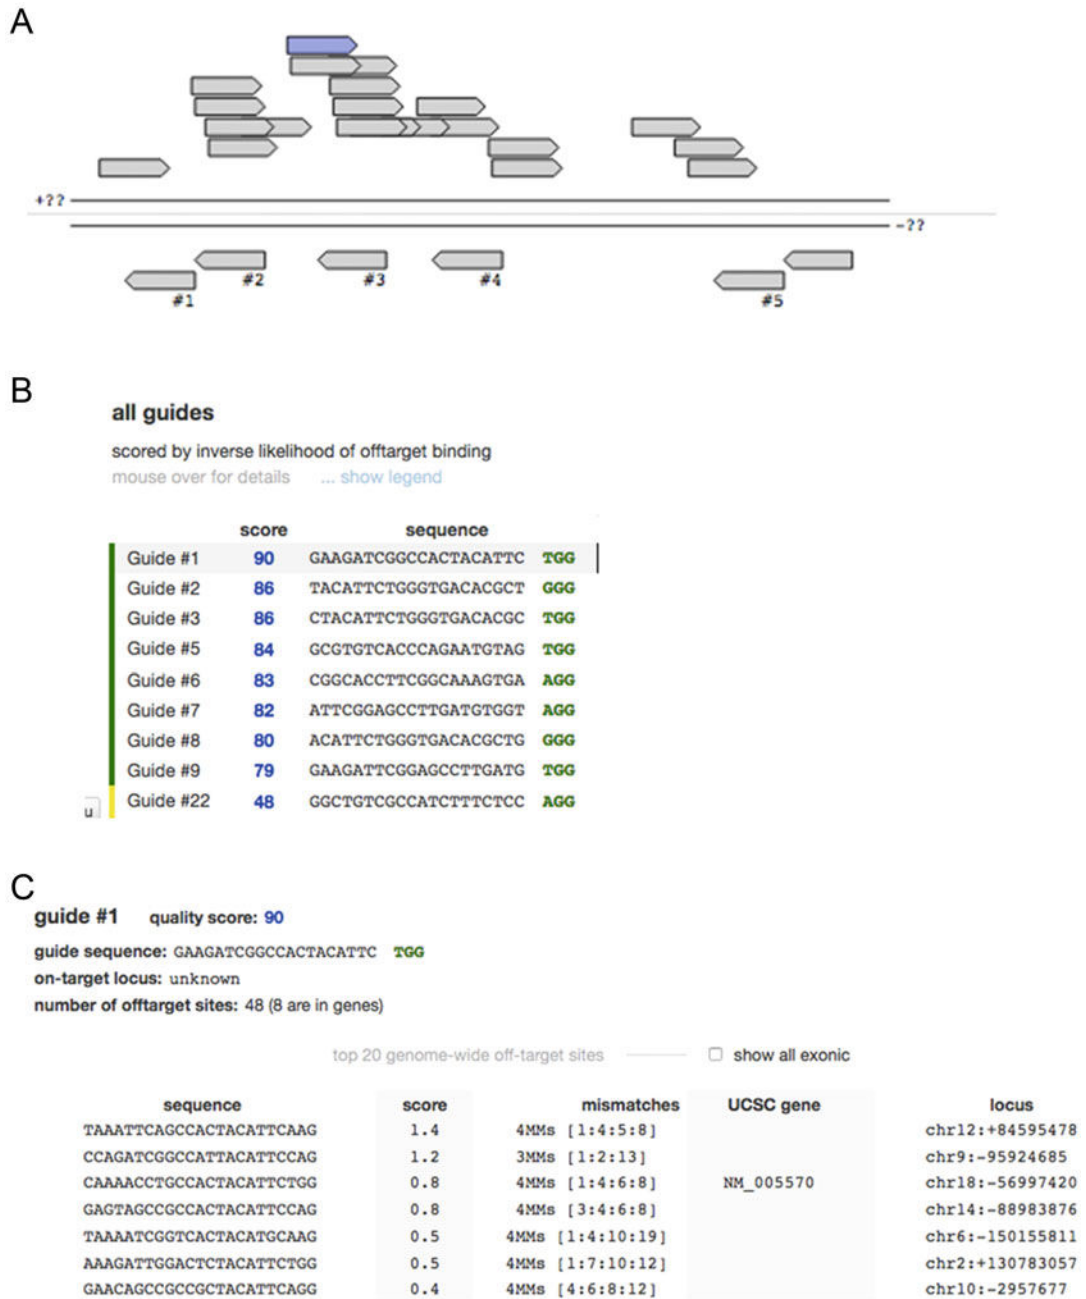 A
+??
-??
#1
#2
#3
#4
#5
B
all guides
scored by inverse likelihood of offtarget binding
mouse over for details ... show legend
score sequence
Guide #1 90 GAAGATCGGCCACTACATTC TGG
Guide #2 86 TACATTCTGGGTGACACGCT GGG
Guide #3 86 CTACATTCTGGGTGACACGC TGG
Guide #5 84 GCGTGTCACCCAGAATGTAG TGG
Guide #6 83 CGGCACCTTCGGCAAAGTGA AGG
Guide #7 82 ATTCGGAGCCTTGATGTGGT AGG
Guide #8 80 ACATTCTGGGTGACACGCTG GGG
Guide #9 79 GAAGATTCGGAGCCTTGATG TGG
u Guide #22 48 GGCTGTCGCCATCTTTCTCC AGG
C
guide #1 quality score: 90
guide sequence: GAAGATCGGCCACTACATTC TGG
on-target locus: unknown
number of offtarget sites: 48 (8 are in genes)
top 20 genome-wide off-target sites show all exonic
sequence score mismatches UCSC gene locus
TAAATTCAGCCACTACATTCAAG 1.4 4MMs [1:4:5:8] chr12:+84595478
CCAGATCGGCCATTACATTCCAG 1.2 3MMs [1:2:13] chr9:-95924685
CAAAACCTGCCACTACATTCTGG 0.8 4MMs [1:4:6:8] NM_005570 chr18:-56997420
GAGTAGCCGCCACTACATTCCAG 0.8 4MMs [3:4:6:8] chr14:-88983876
TAAAATCGGTCACTACATGCAAG 0.5 4MMs [1:4:10:19] chr6:-150155811
AAAGATTGGACTCTACATTCTGG 0.5 4MMs [1:7:10:12] chr2:+130783057
GAACAGCCGCCGCTACATTCAGG 0.4 4MMs [4:6:8:12] chr10:-2957677